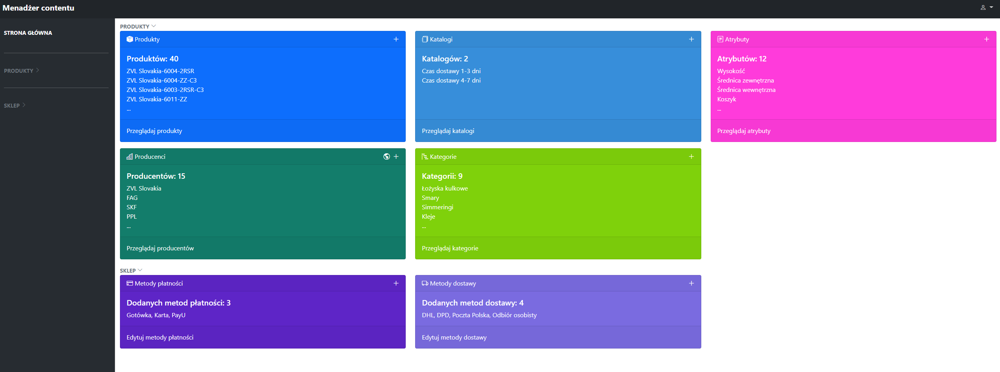 Menadżer contentu
STRONA GŁÓWNA
PRODUKTY
SKLEP
PRODUKTY
Produkty
Produktów: 40
ZVL Slovakia-6004-2RSR
ZVL Slovakia-6004-ZZ-C3
ZVL Slovakia-6003-2RSR-C3
ZVL Slovakia-6011-ZZ
...
Przeglądaj produkty
Katalogi
Katalogów: 2
Czas dostawy 1-3 dni
Czas dostawy 4-7 dni
Przeglądaj katalogi
Atrybuty
Atrybutów: 12
Wysokość
Średnica zewnętrzna
Średnica wewnętrzna
Koszyk
...
Przeglądaj atrybuty
Producenci
Producentów: 15
ZVL Slovakia
FAG
SKF
PPL
...
Przeglądaj producentów
Kategorie
Kategorii: 9
Łożyska kulkowe
Smary
Simmeringi
Kleje
...
Przeglądaj kategorie
SKLEP
Metody płatności
Dodanych metod płatności: 3
Gotówka, Karta, PayU
Edytuj metody płatności
Metody dostawy
Dodanych metod dostawy: 4
DHL, DPD, Poczta Polska, Odbiór osobisty
Edytuj metody dostawy